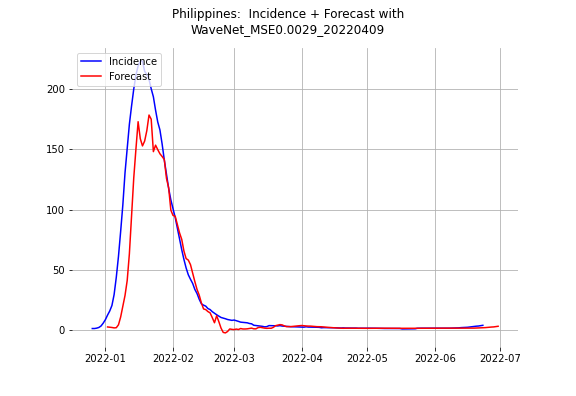 Philippines:  Incidence + Forecast with
WaveNet_MSE0.0029_20220409
Incidence
Forecast
200
150
100
50
0
2022-01 2022-02 2022-03 2022-04 2022-05 2022-06 2022-07